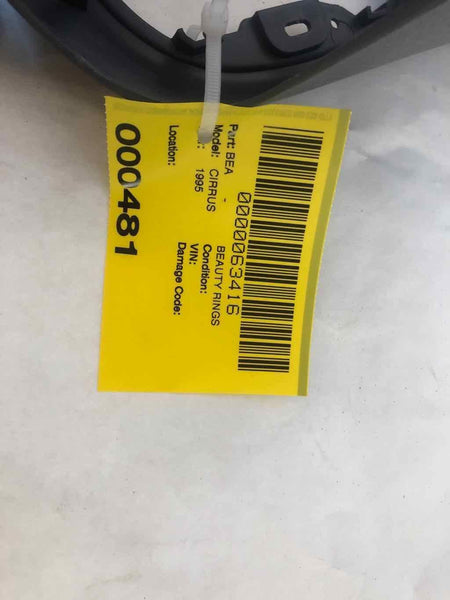 0000063416
Part: BEA - BEAUTY RINGS
Model: CIRRUS Condition:
1995 VIN:
Location: Damage Code:
000481